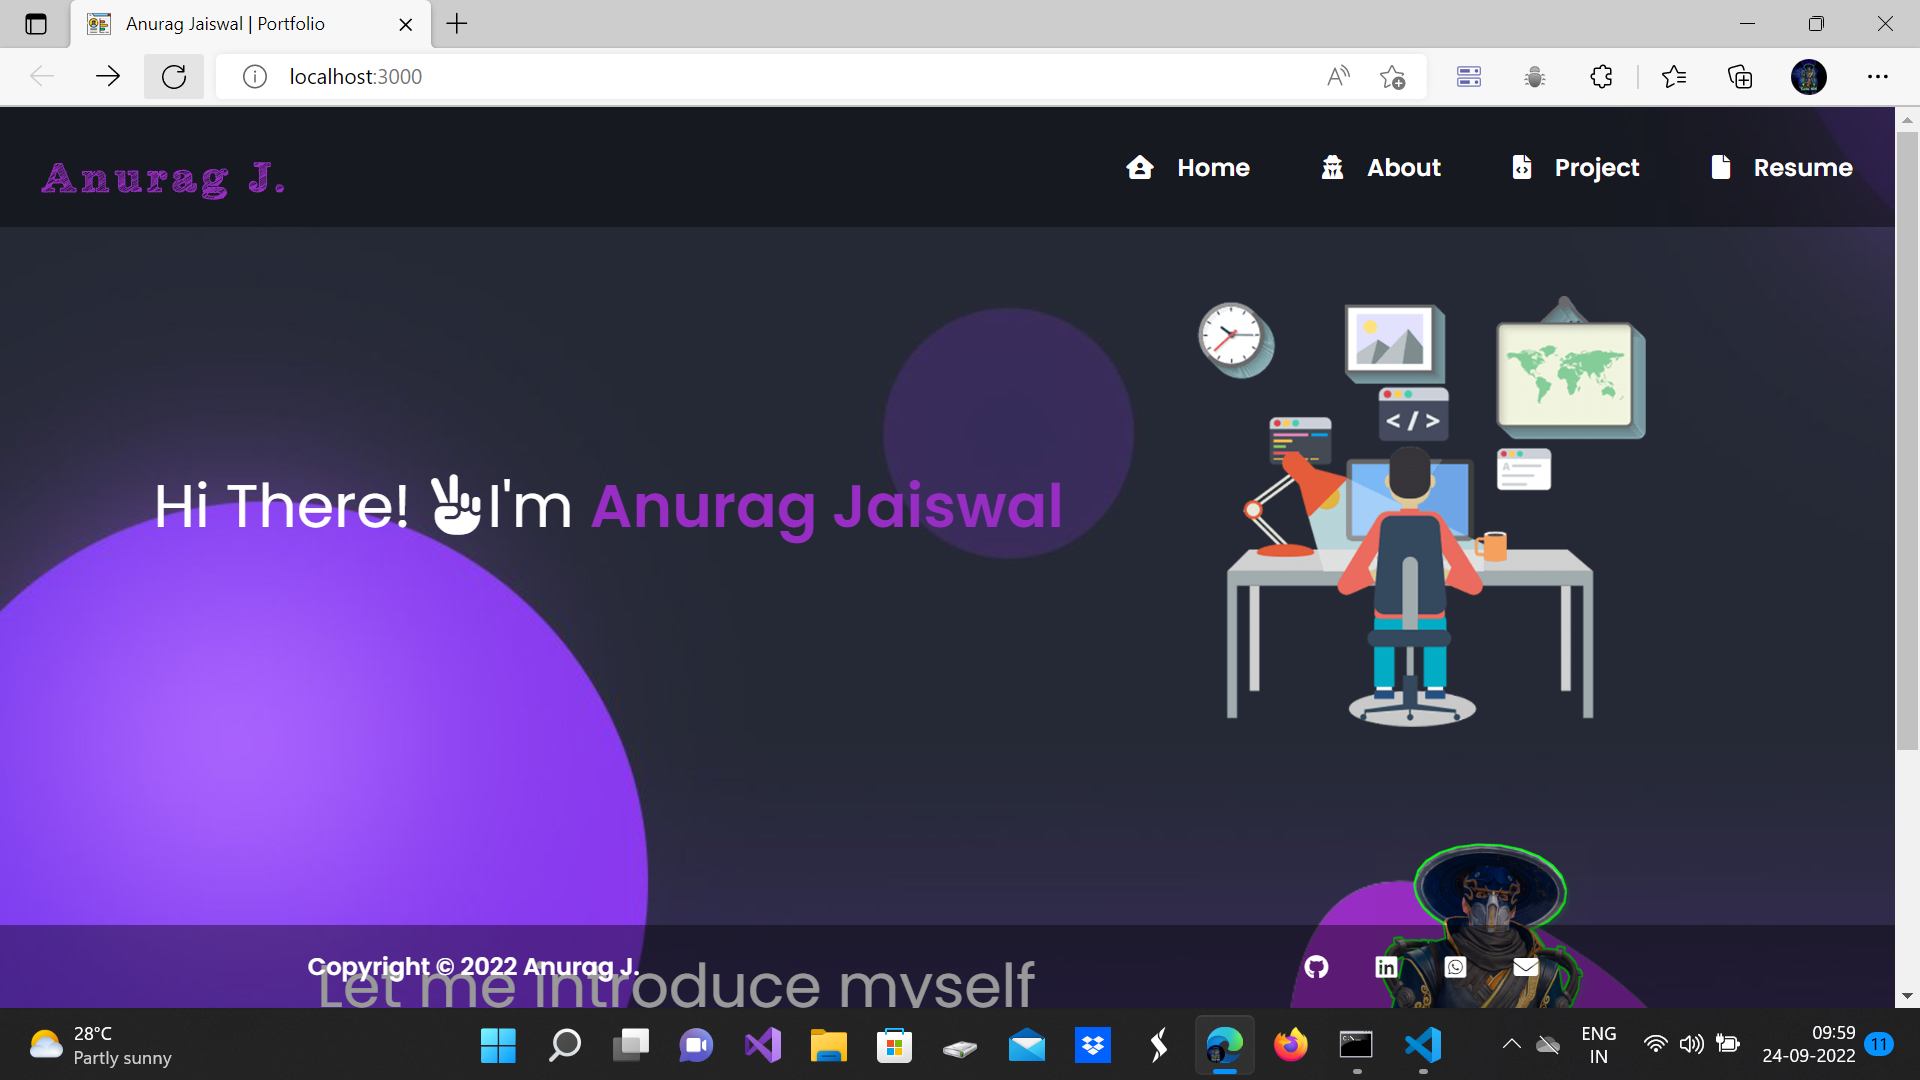 Anurag Jaiswal | Portfolio
localhost:3000
Anurag J.
Home
About
Project
Resume
</>
A
Hi There! I'm Anurag Jaiswal
Copyright © 2022 Anurag J.
Let me introduce myself
28°C
Partly sunny
ENG
IN
09:59
24-09-2022
11